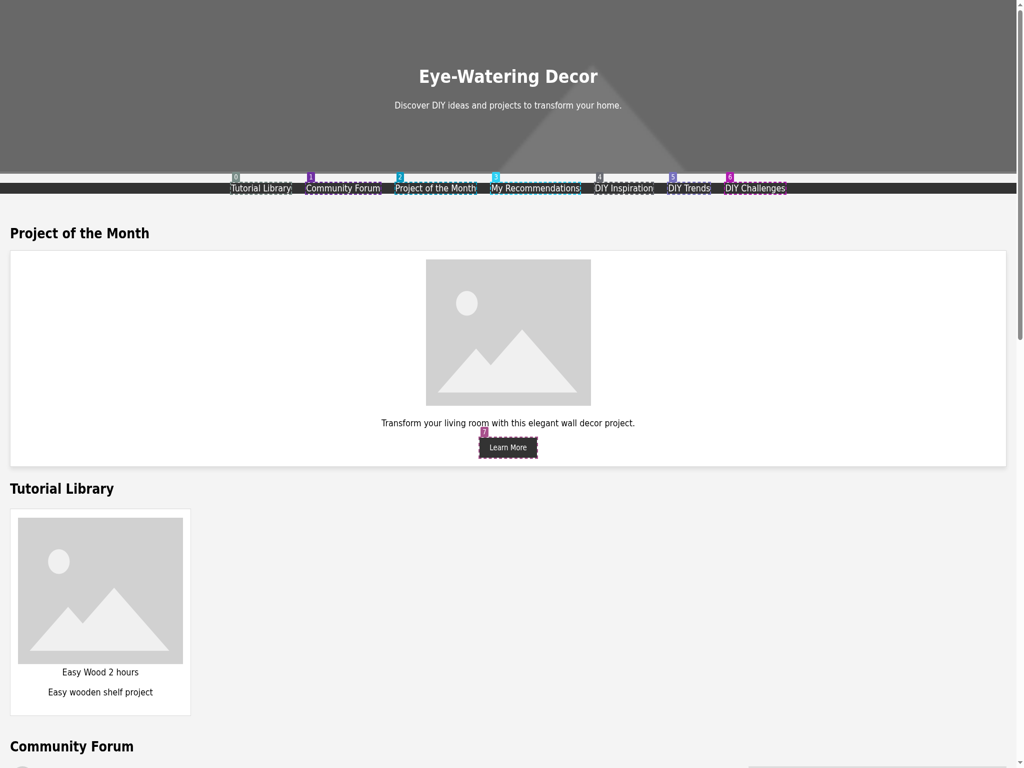 Eye-Watering Decor
Discover DIY ideas and projects to transform your home.
0 1 2 3 4 5 6
Tutorial Library Community Forum Project of the Month My Recommendations DIY Inspiration DIY Trends DIY Challenges
Project of the Month
Transform your living room with this elegant wall decor project.
7
Learn More
Tutorial Library
Easy Wood 2 hours
Easy wooden shelf project
Community Forum